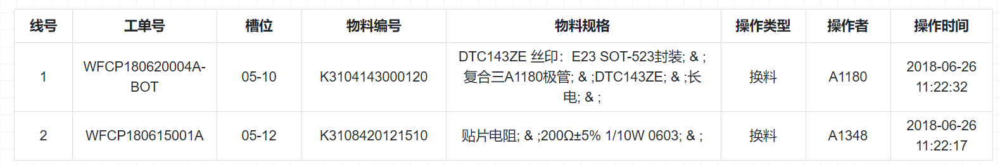 线号 工单号 槽位 物料编号 物料规格 操作类型 操作者 操作时间
1 WFCP180620004A-BOT 05-10 K3104143000120 DTC143ZE 丝印：E23 SOT-523封装; & ;复合三A1180极管; & ;DTC143ZE; & ;长电; & ; 换料 A1180 2018-06-26 11:22:32
2 WFCP180615001A 05-12 K3108420121510 贴片电阻; & ;200Ω±5% 1/10W 0603; & ; 换料 A1348 2018-06-26 11:22:17